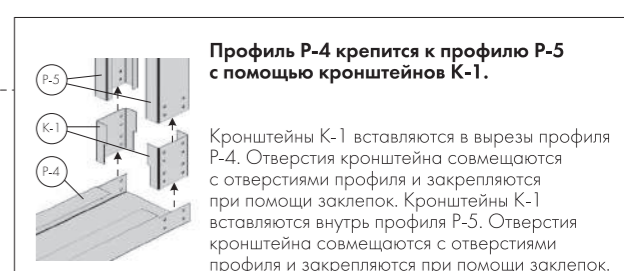 Профиль Р-4 крепится к профилю Р-5
с помощью кронштейнов К-1.
Р-5
К-1
Р-4
Кронштейны К-1 вставляются в вырезы профиля
Р-4. Отверстия кронштейна совмещаются
с отверстиями профиля и закрепляются
при помощи заклепок. Кронштейны К-1
вставляются внутрь профиля Р-5. Отверстия
кронштейна совмещаются с отверстиями
профиля и закрепляются при помощи заклепок.